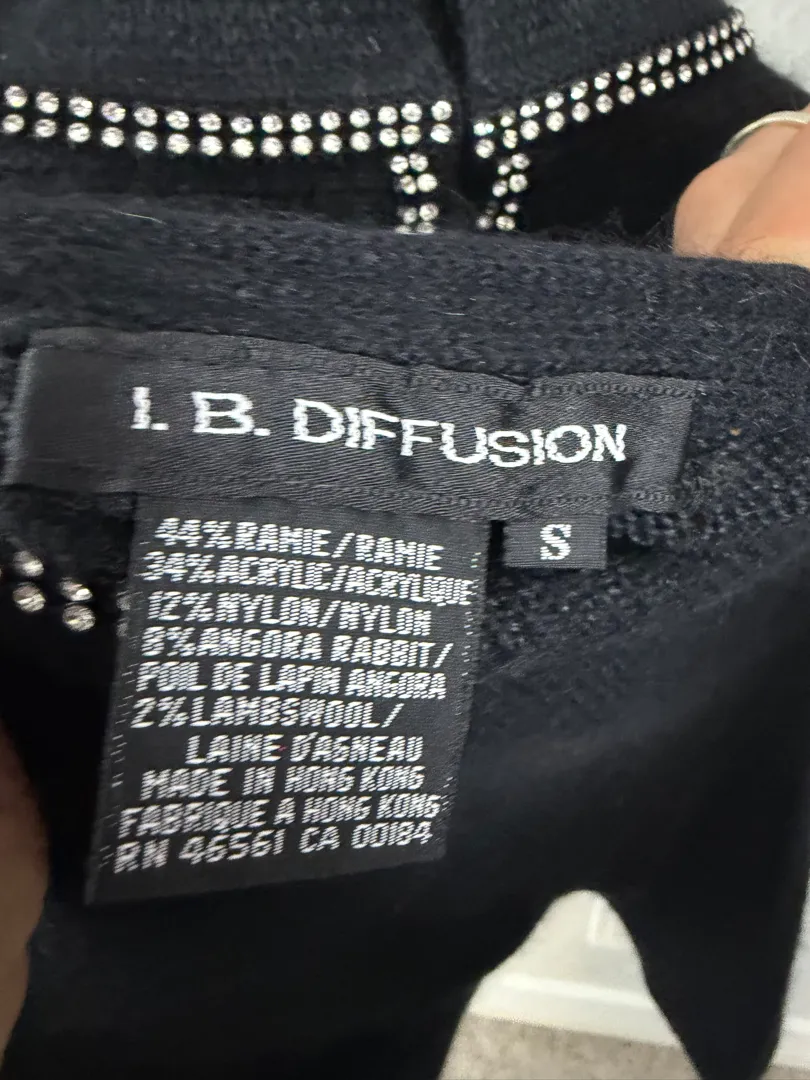 I. B. DIFFUSION
S
44% RAMIE/RAMIE
34% ACRYLIC/ACRYLIQUE
12% NYLON/NYLON
8% ANGORA RABBIT/
POIL DE LAPIN ANGORA
2% LAMBSWOOL/
LAINE D'AGNEAU
MADE IN HONG KONG
FABRIQUE A HONG KONG
RN 46561 CA 00184